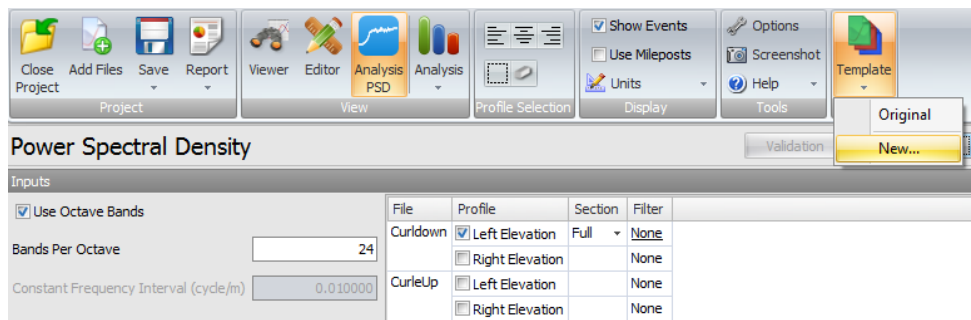 Close Project
Add Files
Save
Report
Project
Viewer
Editor
Analysis PSD
Analysis
View
Profile Selection
Show Events
Use Mileposts
Units
Display
Options
Screenshot
Help
Tools
Template
Original
New...
Power Spectral Density
Validation
Inputs
Use Octave Bands
Bands Per Octave 24
Constant Frequency Interval (cycle/m) 0.010000
File Profile Section Filter
Curldown Left Elevation Full None
Right Elevation None
CurleUp Left Elevation None
Right Elevation None